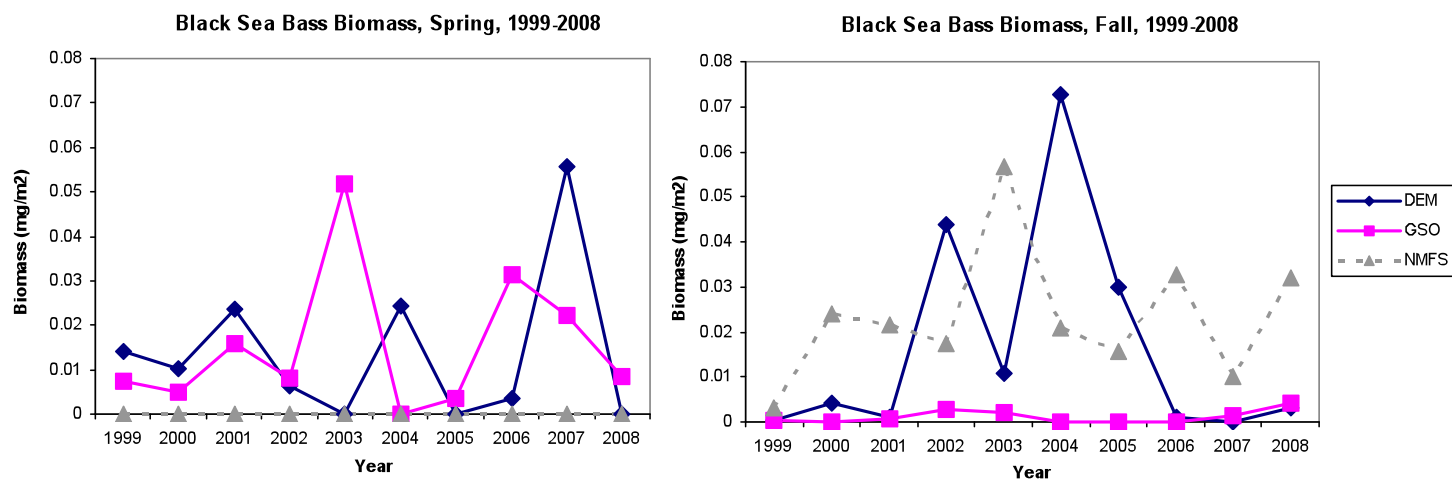 Black Sea Bass Biomass, Spring, 1999-2008
0.08
0.07
0.06
0.05
0.04
0.03
0.02
0.01
0
Biomass (mg/m2)
1999 2000 2001 2002 2003 2004 2005 2006 2007 2008
Year
Black Sea Bass Biomass, Fall, 1999-2008
0.08
0.07
0.06
0.05
0.04
0.03
0.02
0.01
0
Biomass (mg/m2)
1999 2000 2001 2002 2003 2004 2005 2006 2007 2008
Year
DEM
GSO
NMFS